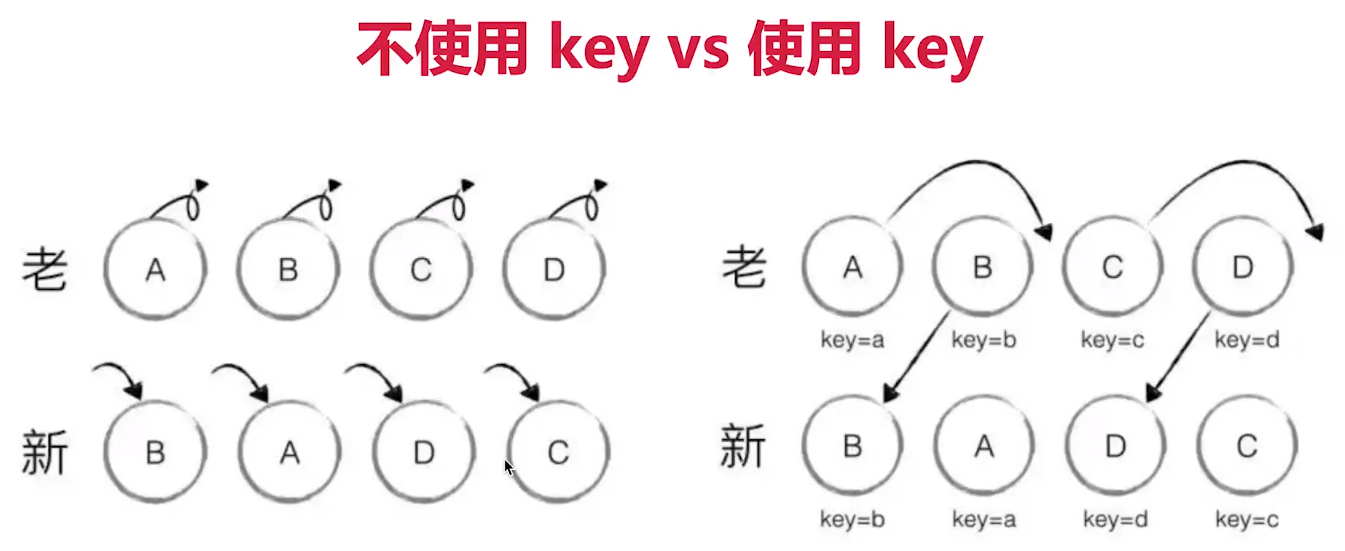 不使用 key vs 使用 key
老 A B C D
新 B A D C
老 A B C D
key=a key=b key=c key=d
新 B A D C
key=b key=a key=d key=c